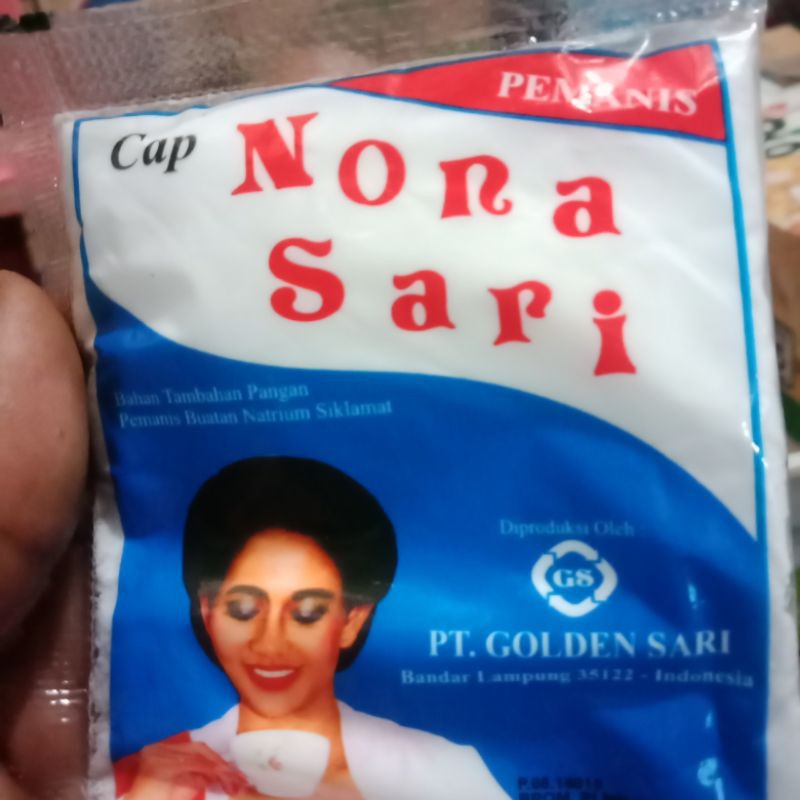 PEMANIS
Cap Nona
Sari
Bahan Tambahan Pangan
Pemanis Buatan Natrium Siklamat
Diproduksi Oleh :
GS
PT. GOLDEN SARI
Bandar Lampung 35122 - Indonesia